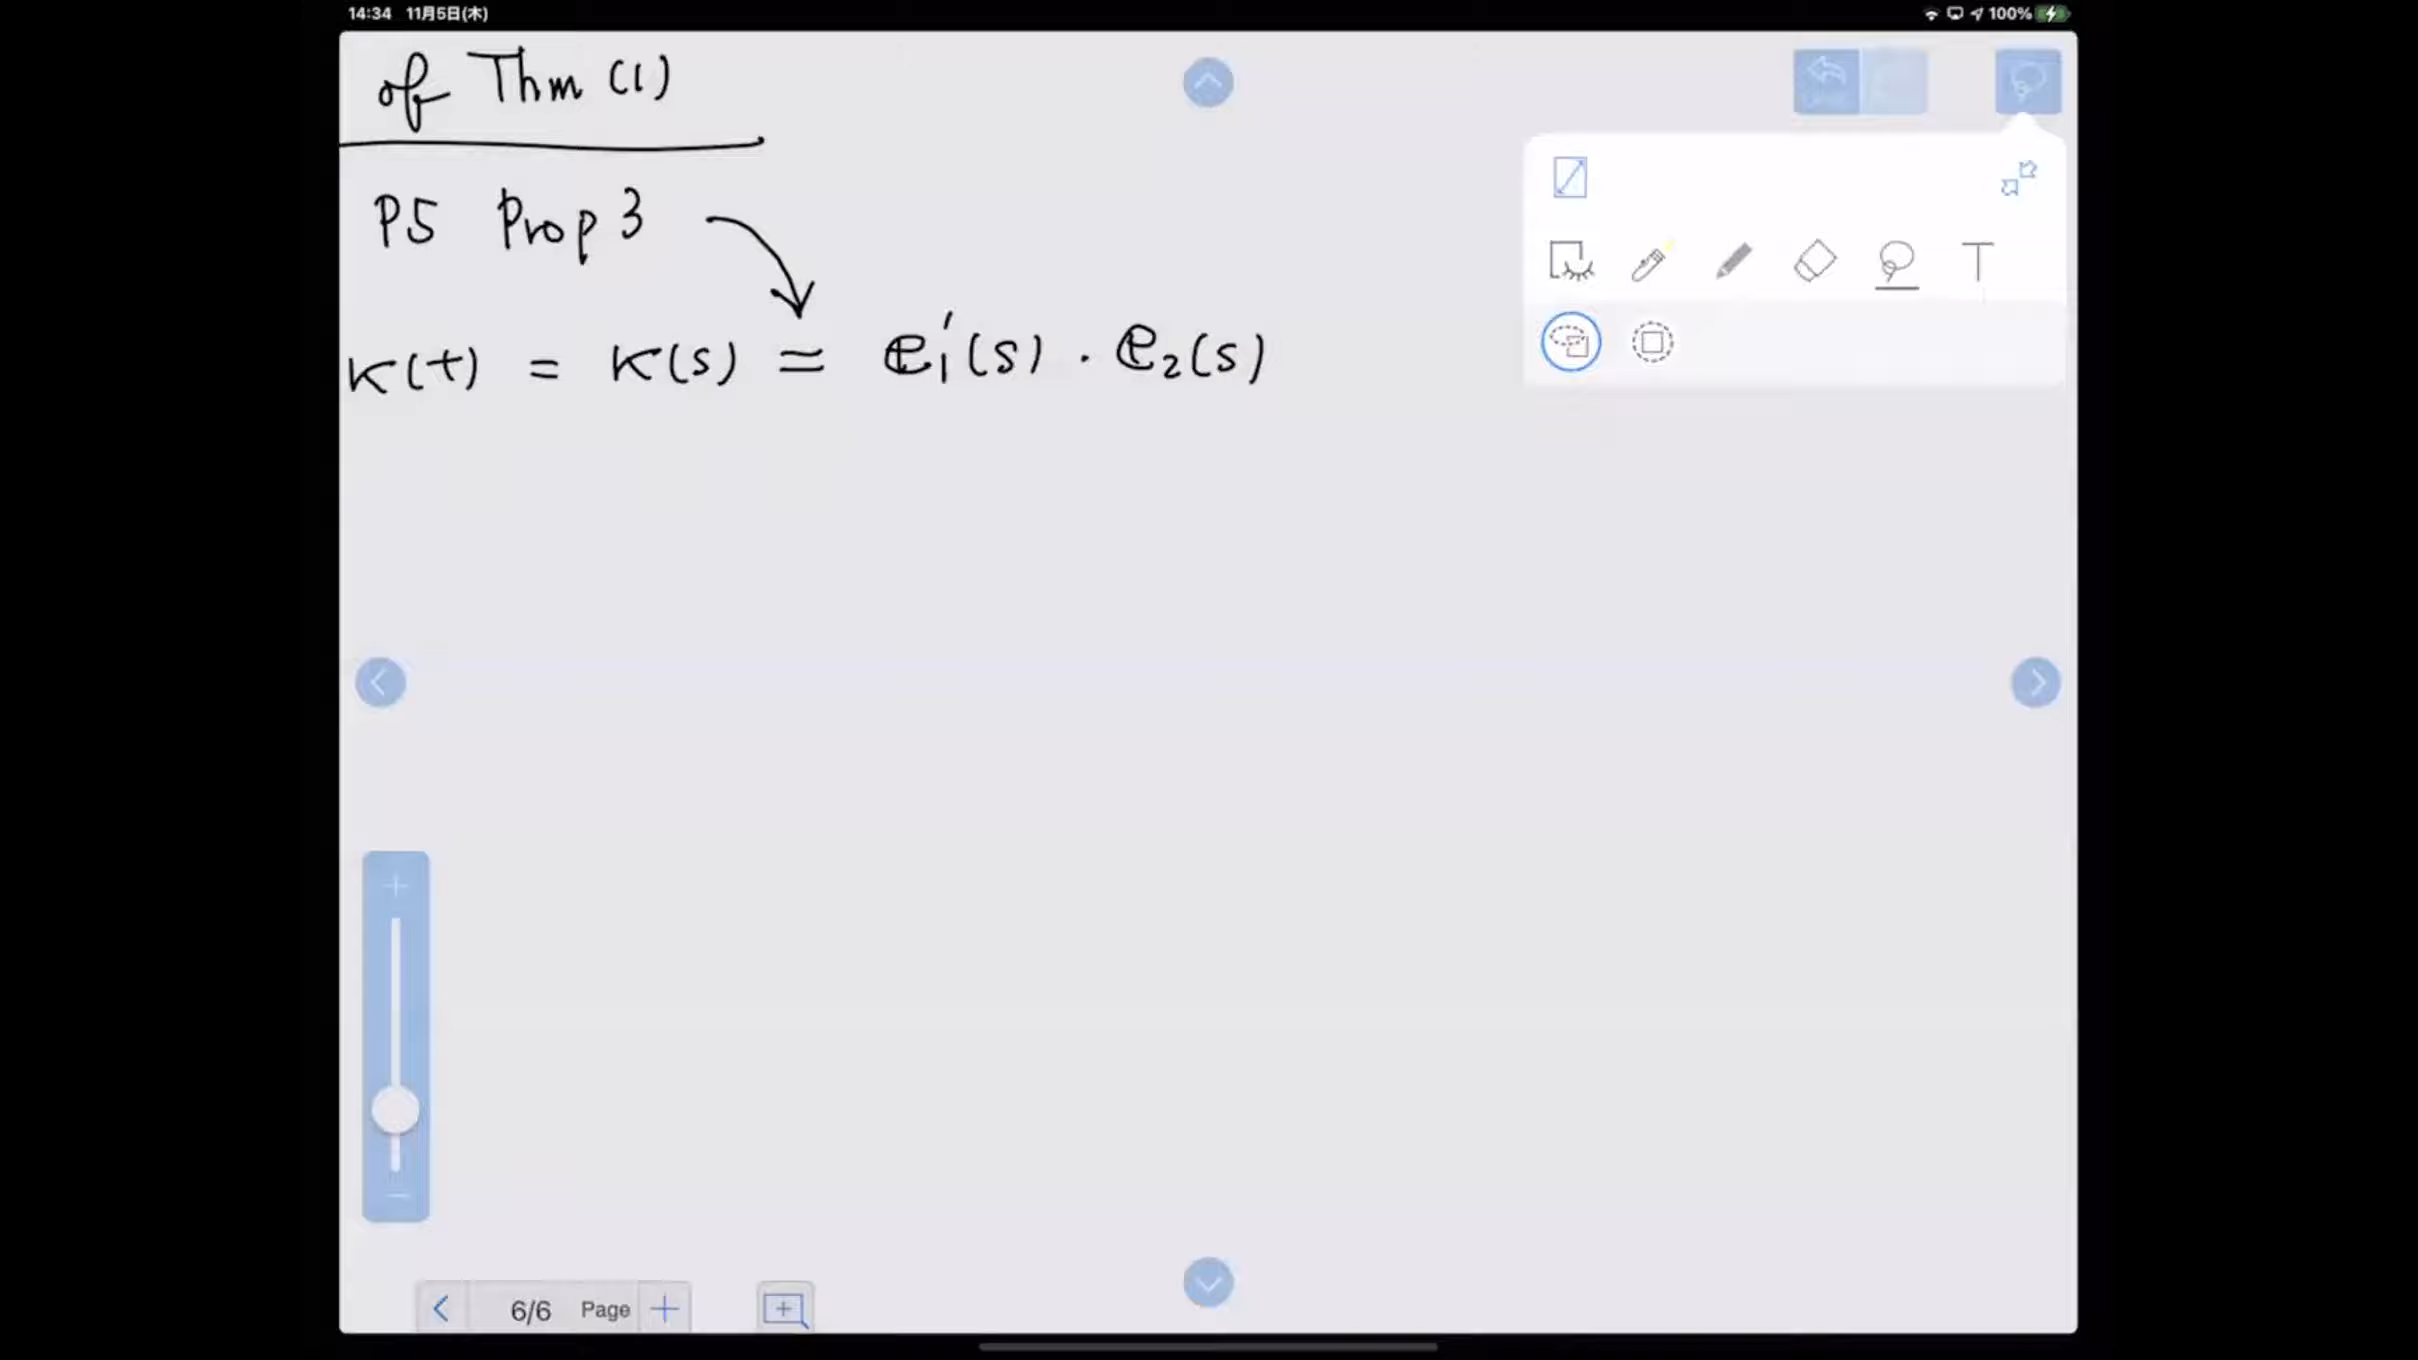 14:34 11月5日(木) 100%
of Thm (1)
P5 Prop 3
κ(t) = κ(s) = e₁′(s) · e₂(s)
T
6/6 Page